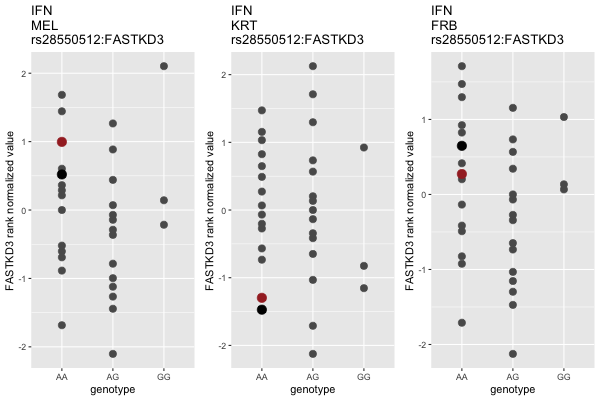 IFN
MEL
rs28550512:FASTKD3
FASTKD3 rank normalized value
2
1
0
-1
-2
AA
AG
GG
genotype
IFN
KRT
rs28550512:FASTKD3
FASTKD3 rank normalized value
2
1
0
-1
-2
AA
AG
GG
genotype
IFN
FRB
rs28550512:FASTKD3
FASTKD3 rank normalized value
1
0
-1
-2
AA
AG
GG
genotype